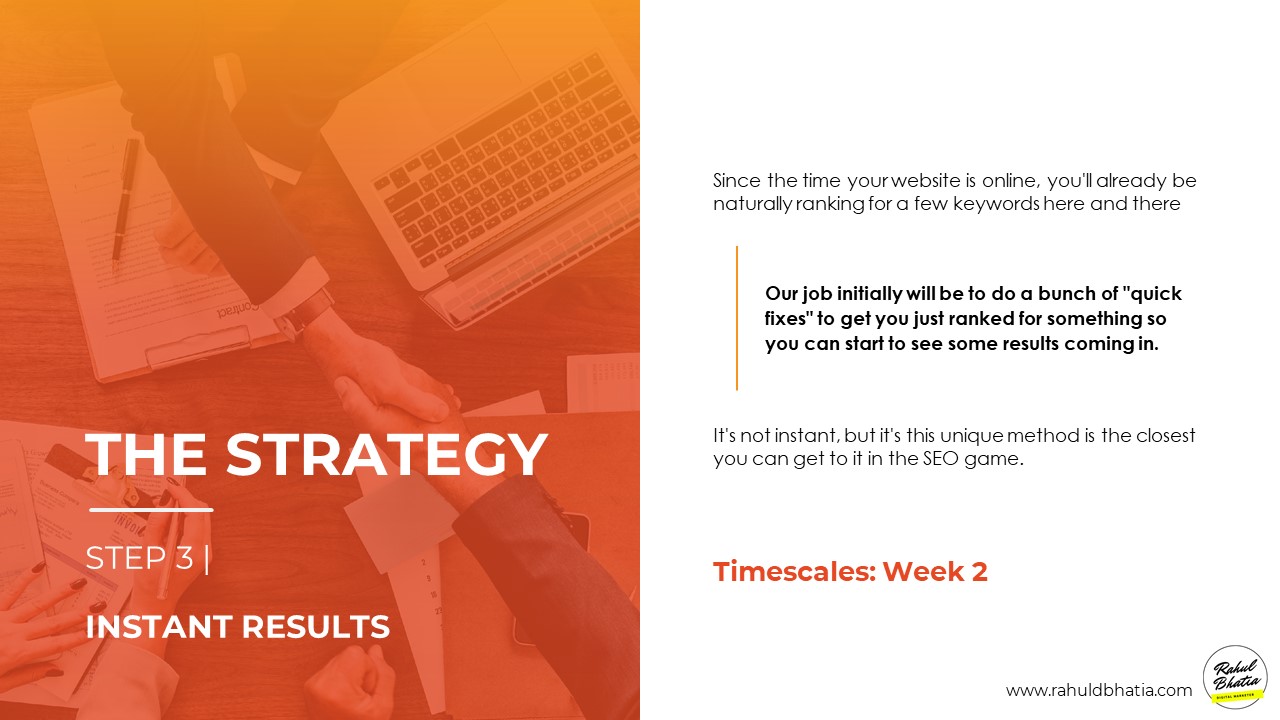 THE STRATEGY
STEP 3 |
INSTANT RESULTS
Since the time your website is online, you'll already be
naturally ranking for a few keywords here and there
Our job initially will be to do a bunch of "quick
fixes" to get you just ranked for something so
you can start to see some results coming in.
It's not instant, but it's this unique method is the closest
you can get to it in the SEO game.
Timescales: Week 2
www.rahuldbhatia.com
Rahul
Bhatia
DIGITAL MARKETER
Contract
INVOI